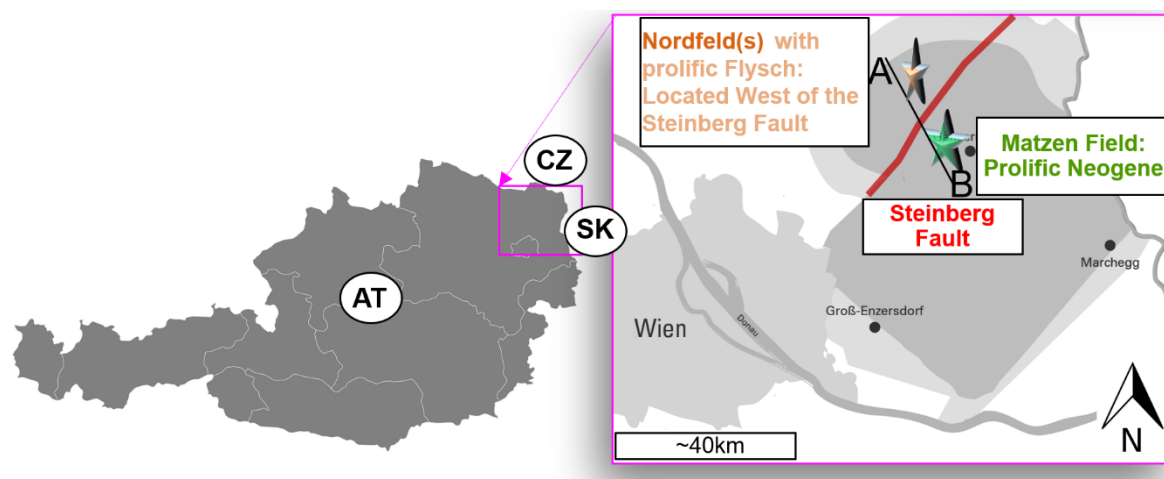 CZ
SK
AT
Nordfeld(s) with
prolific Flysch:
Located West of the
Steinberg Fault
A
B
Matzen Field:
Prolific Neogene
Steinberg
Fault
Marchegg
Groß-Enzersdorf
Wien
Donau
~40km
N